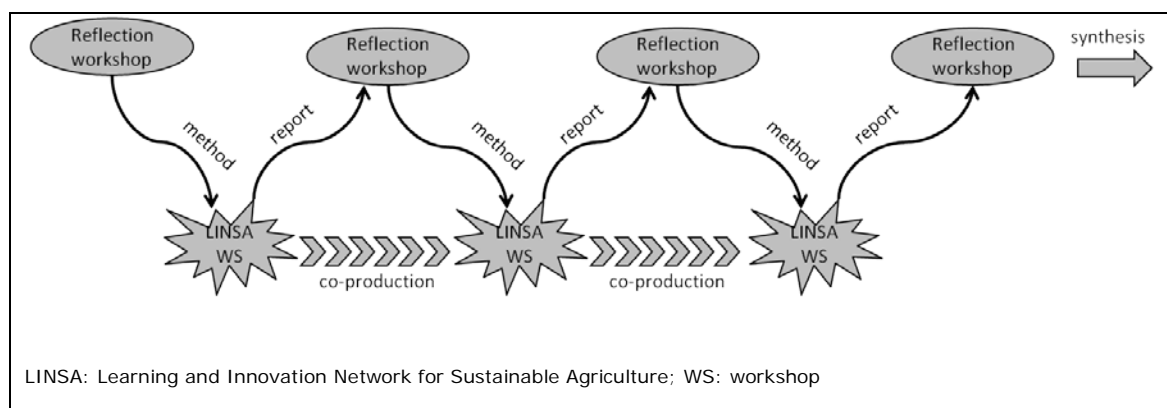 Reflection
workshop
Reflection
workshop
Reflection
workshop
Reflection
workshop
synthesis
method
report
method
report
method
report
LINSA
WS
LINSA
WS
LINSA
WS
co-production
co-production
LINSA: Learning and Innovation Network for Sustainable Agriculture; WS: workshop